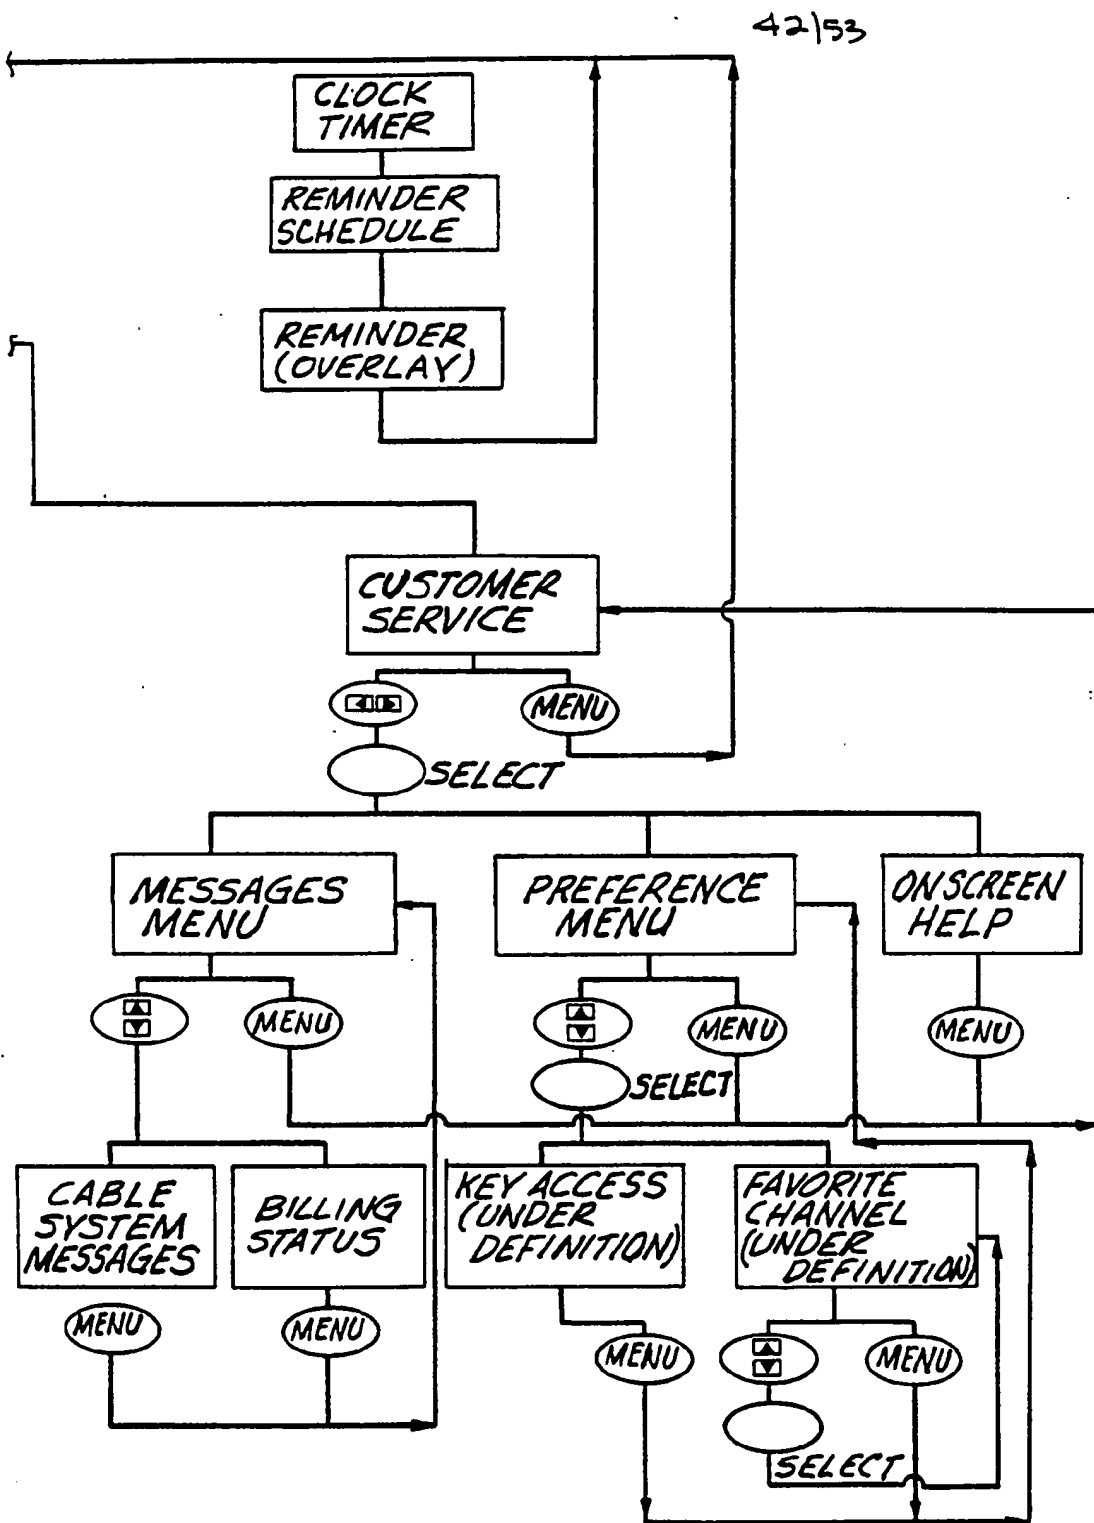 42/53
CLOCK
TIMER
REMINDER
SCHEDULE
REMINDER
(OVERLAY)
CUSTOMER
SERVICE
MENU
SELECT
MESSAGES
MENU
PREFERENCE
MENU
ON SCREEN
HELP
MENU
MENU
MENU
SELECT
CABLE
SYSTEM
MESSAGES
BILLING
STATUS
KEY ACCESS
(UNDER
DEFINITION)
FAVORITE
CHANNEL
(UNDER
DEFINITION)
MENU
MENU
MENU
MENU
SELECT